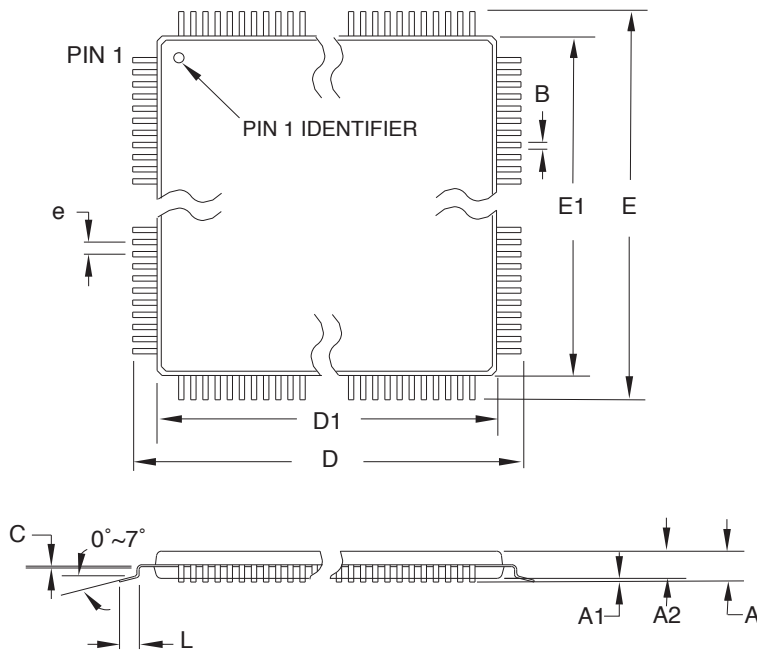 PIN 1
PIN 1 IDENTIFIER
B
e
E1
E
D1
D
C
0°~7°
L
A1
A2
A